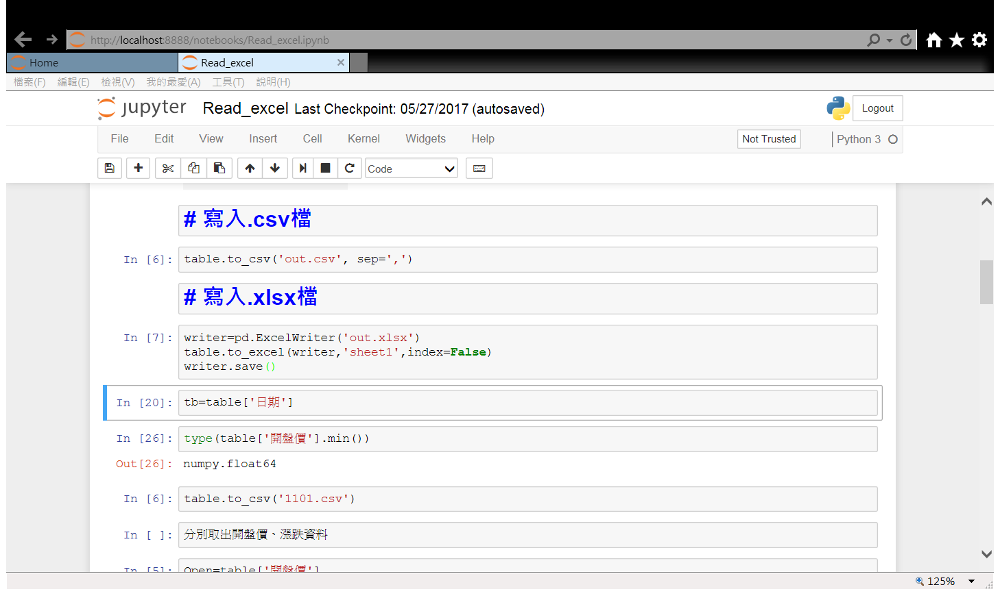 http://localhost:8888/notebooks/Read_excel.ipynb
Home
Read_excel
檔案(F) 編輯(E) 檢視(V) 我的最愛(A) 工具(T) 說明(H)
jupyter Read_excel Last Checkpoint: 05/27/2017 (autosaved)
Logout
File Edit View Insert Cell Kernel Widgets Help Not Trusted Python 3
Code
# 寫入.csv檔
In [6]: table.to_csv('out.csv', sep=',')
# 寫入.xlsx檔
In [7]: writer=pd.ExcelWriter('out.xlsx')
table.to_excel(writer,'sheet1',index=False)
writer.save()
In [20]: tb=table['日期']
In [26]: type(table['開盤價'].min())
Out[26]: numpy.float64
In [6]: table.to_csv('1101.csv')
In [ ]: 分別取出開盤價、漲跌資料
In [5]: Open=table['開盤價']
125%